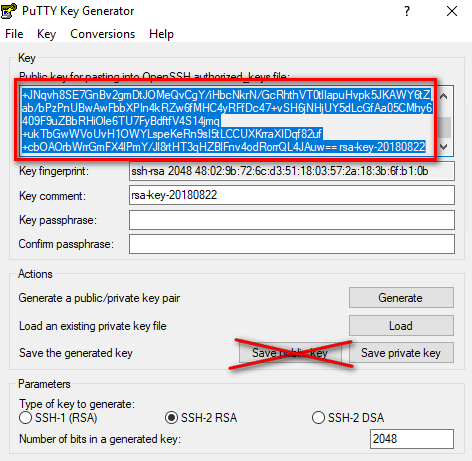 PuTTY Key Generator
File Key Conversions Help
Key
Public key for pasting into OpenSSH authorized_keys file:
+JNqvh8SE7GnBv2gmDtJOMeQvCgY/iHbcNkrN/GcRhthVT0tIlapuHvpk5JKAWY6tZ
ab/bPzPnUBwAwFbbXPln4kRZw6fMHC4yRfFDc47+vSH6jNHjUY5dLcGfAa05CMhy6
409F9uZBbRHiOle6TU7FyBdftfV4S14jmq
+ukTbGwWVoUvH1OWYLspeKeRn9sI5tLCCUXKraXIDqf82uf
+cbOAOrbWrrGmFX4lPmY/Jl8rtHT3qHZBIFnv4odRorrQL4JAuw== rsa-key-20180822
Key fingerprint: ssh-rsa 2048 48:02:9b:72:6c:d3:51:18:03:57:2a:18:3b:6f:b1:0b
Key comment: rsa-key-20180822
Key passphrase:
Confirm passphrase:
Actions
Generate a public/private key pair Generate
Load an existing private key file Load
Save the generated key Save public key Save private key
Parameters
Type of key to generate:
SSH-1 (RSA) SSH-2 RSA SSH-2 DSA
Number of bits in a generated key: 2048